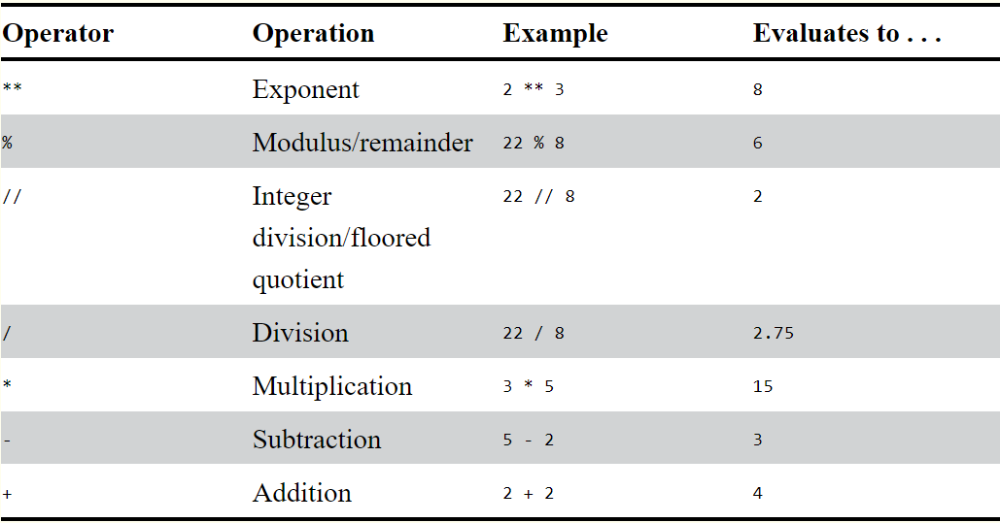 Operator Operation Example Evaluates to . . .
** Exponent 2 ** 3 8
% Modulus/remainder 22 % 8 6
// Integer 22 // 8 2
division/floored
quotient
/ Division 22 / 8 2.75
* Multiplication 3 * 5 15
- Subtraction 5 - 2 3
+ Addition 2 + 2 4